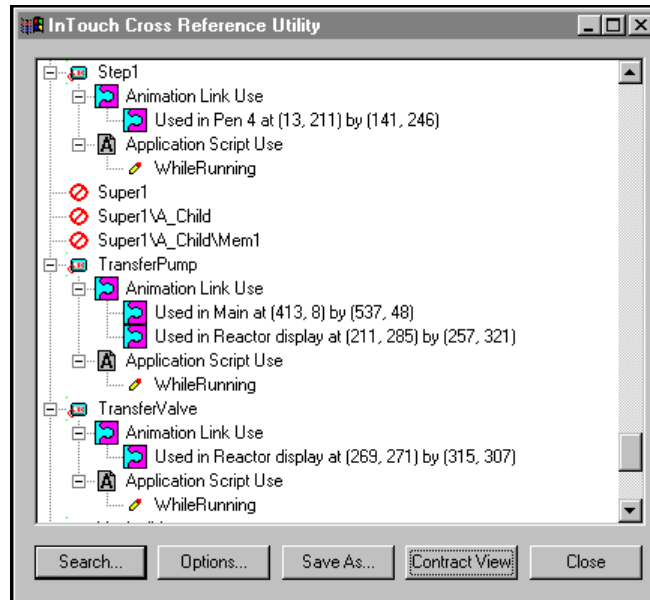 InTouch Cross Reference Utility
Step1
Animation Link Use
Used in Pen 4 at (13, 211) by (141, 246)
Application Script Use
WhileRunning
Super1
Super1\A_Child
Super1\A_Child\Mem1
TransferPump
Animation Link Use
Used in Main at (413, 8) by (537, 48)
Used in Reactor display at (211, 285) by (257, 321)
Application Script Use
WhileRunning
TransferValve
Animation Link Use
Used in Reactor display at (269, 271) by (315, 307)
Application Script Use
WhileRunning
Search... Options... Save As... Contract View Close